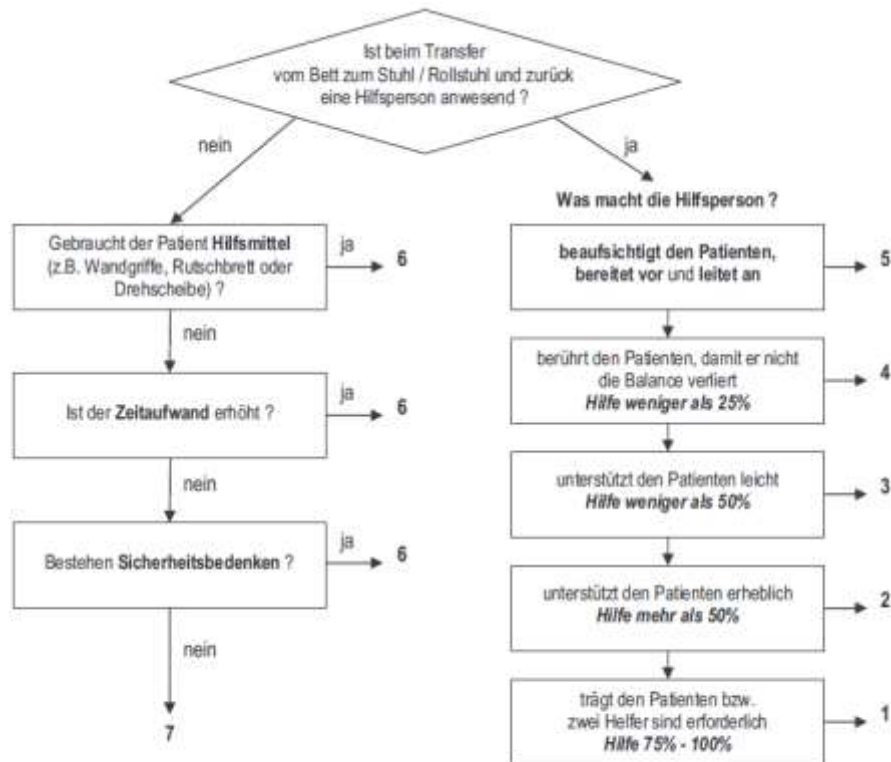 Ist beim Transfer
vom Bett zum Stuhl / Rollstuhl und zurück
eine Hilfsperson anwesend ?
nein
ja
Was macht die Hilfsperson ?
Gebraucht der Patient Hilfsmittel
(z.B. Wandgriffe, Rutschbrett oder
Drehscheibe) ?
ja
6
nein
Ist der Zeitaufwand erhöht ?
ja
6
nein
Bestehen Sicherheitsbedenken ?
ja
6
nein
7
beaufsichtigt den Patienten,
bereitet vor und leitet an
5
berührt den Patienten, damit er nicht
die Balance verliert
Hilfe weniger als 25%
4
unterstützt den Patienten leicht
Hilfe weniger als 50%
3
unterstützt den Patienten erheblich
Hilfe mehr als 50%
2
trägt den Patienten bzw.
zwei Helfer sind erforderlich
Hilfe 75% - 100%
1